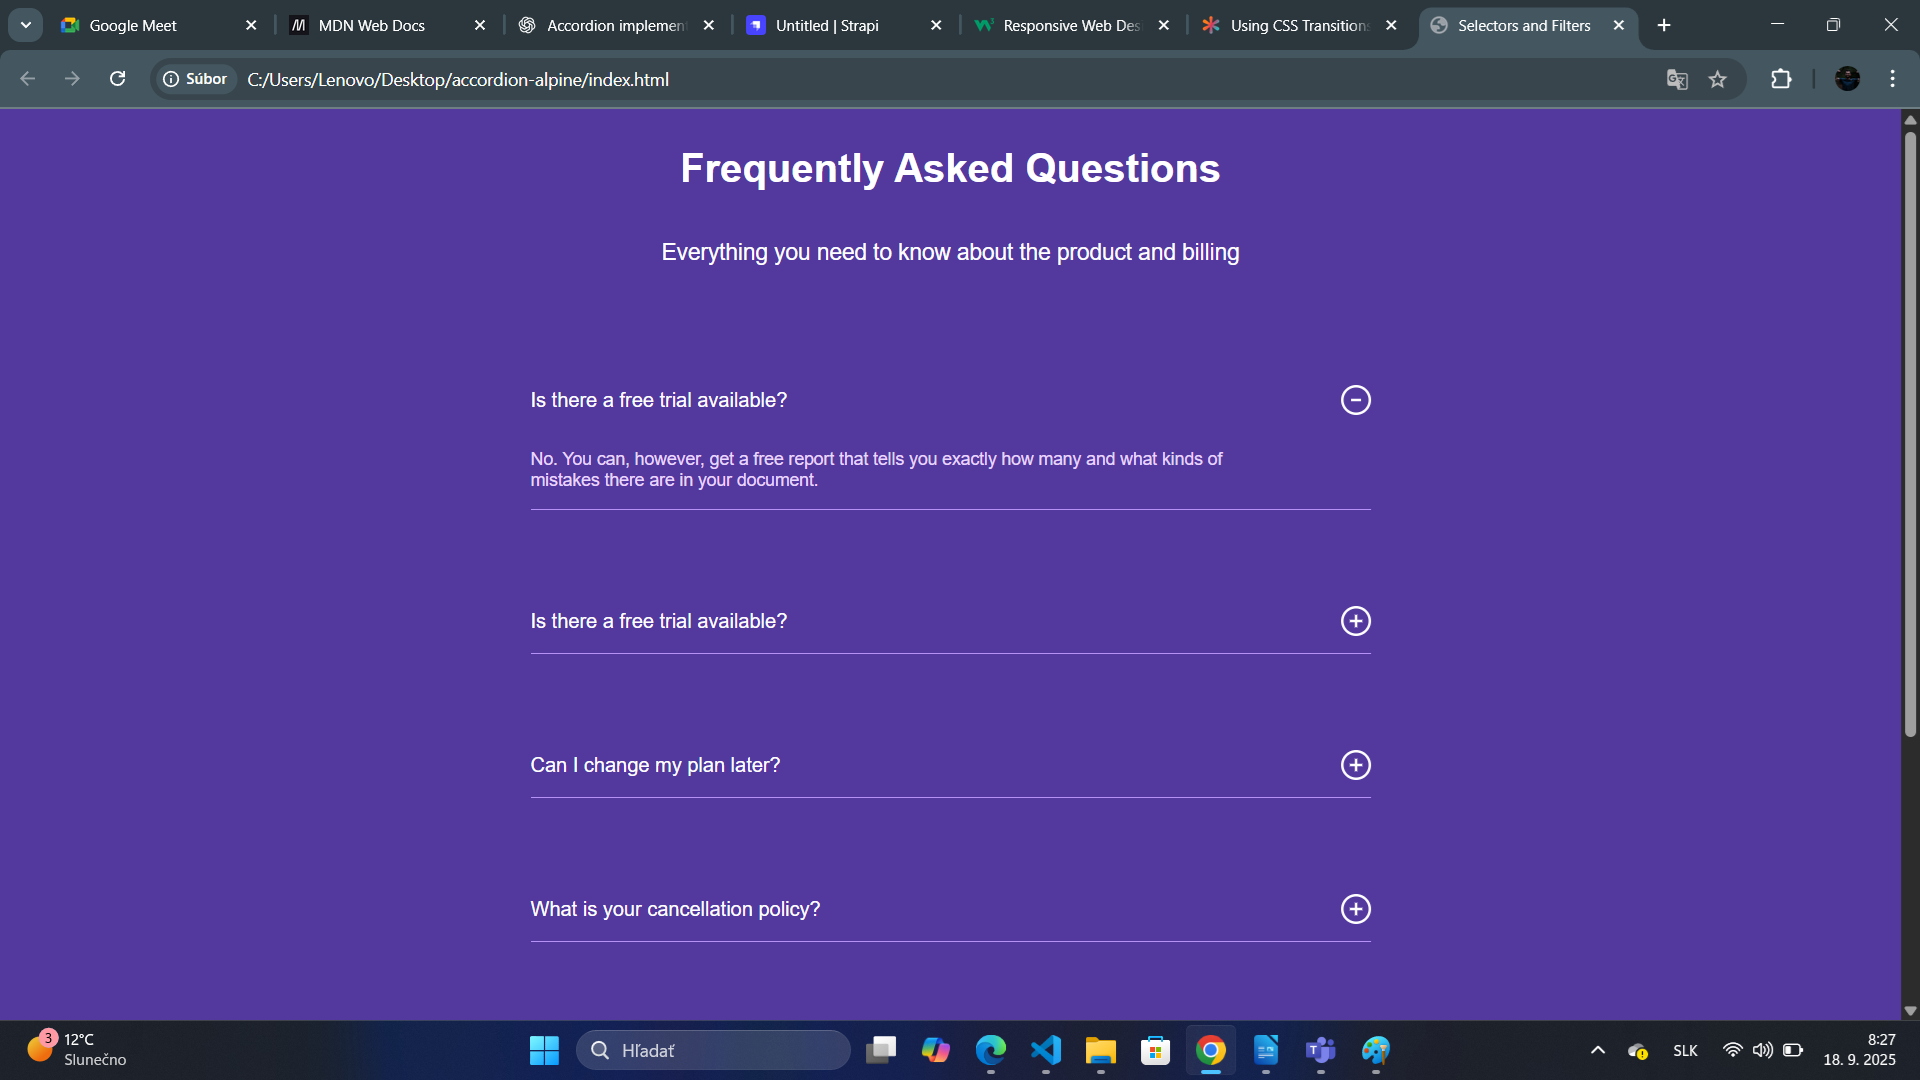 Google Meet
MDN Web Docs
Accordion implemen
Untitled | Strapi
Responsive Web Des
Using CSS Transitions
Selectors and Filters
Súbor
C:/Users/Lenovo/Desktop/accordion-alpine/index.html
Frequently Asked Questions
Everything you need to know about the product and billing
Is there a free trial available?
No. You can, however, get a free report that tells you exactly how many and what kinds of
mistakes there are in your document.
Is there a free trial available?
Can I change my plan later?
What is your cancellation policy?
3
12°C
Slunečno
Hľadať
SLK
8:27
18. 9. 2025